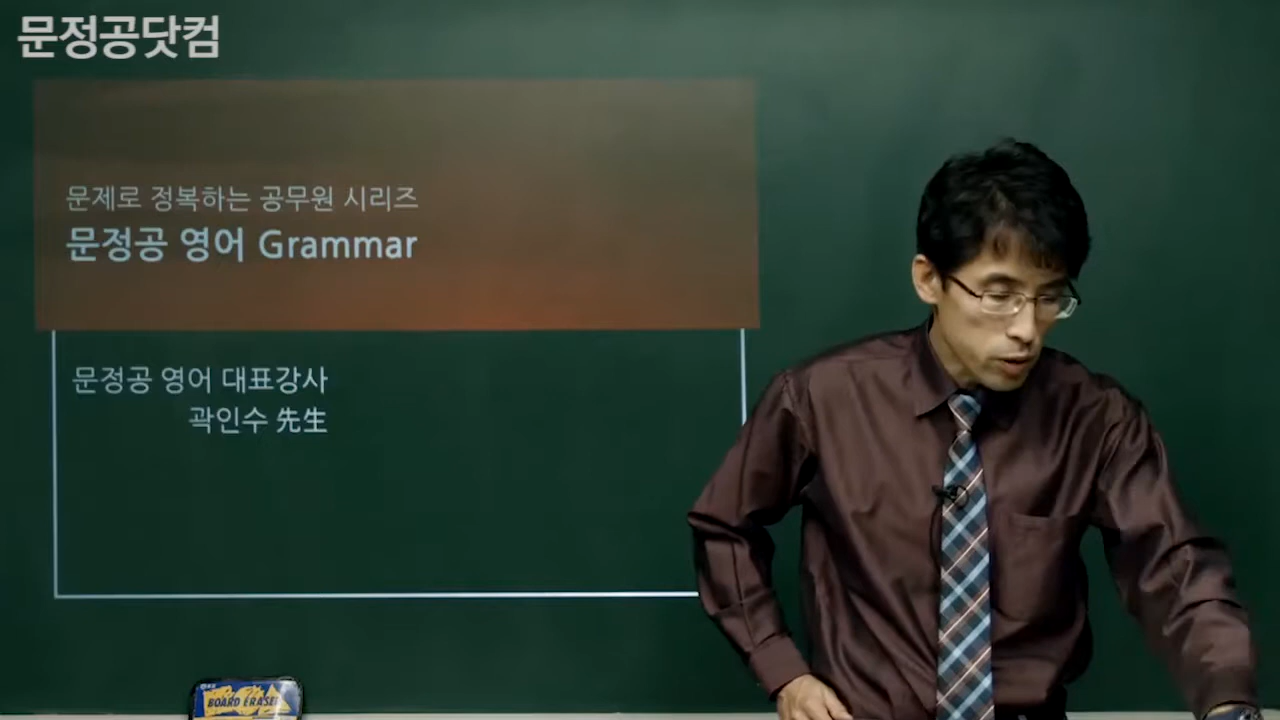 문정공닷컴
문제로 정복하는 공무원 시리즈
문정공 영어 Grammar
문정공 영어 대표강사
곽인수 先生
BOARD ERASER